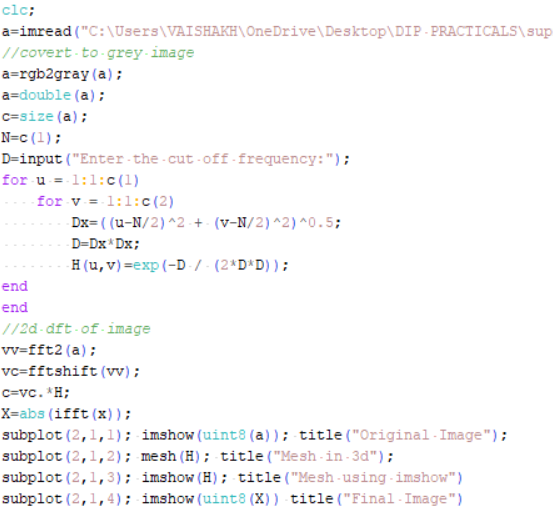 clc;
a=imread("C:\Users\VAISHAKH\OneDrive\Desktop\DIP PRACTICALS\sup
//covert to grey image
a=rgb2gray(a);
a=double(a);
c=size(a);
N=c(1);
D=input("Enter the cut off frequency:");
for u = 1:1:c(1)
for v = 1:1:c(2)
Dx=((u-N/2)^2 + (v-N/2)^2)^0.5;
D=Dx*Dx;
H(u,v)=exp(-D / (2*D*D));
end
end
//2d dft of image
vv=fft2(a);
vc=fftshift(vv);
c=vc.*H;
X=abs(ifft(x));
subplot(2,1,1); imshow(uint8(a)); title("Original Image");
subplot(2,1,2); mesh(H); title("Mesh in 3d");
subplot(2,1,3); imshow(H); title("Mesh using imshow")
subplot(2,1,4); imshow(uint8(X)) title("Final Image")